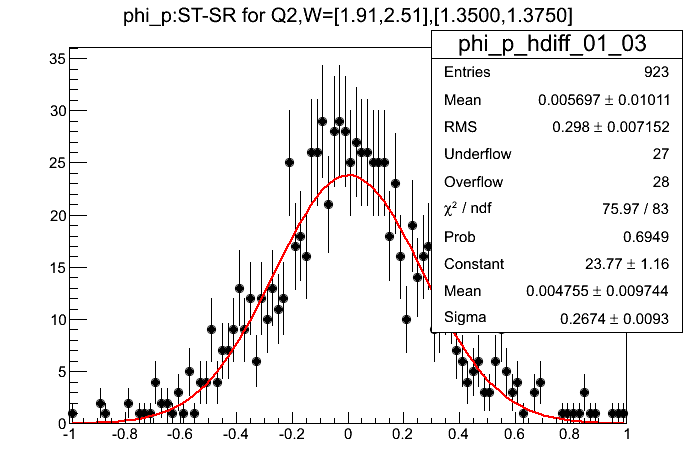 phi_p:ST-SR for Q2,W=[1.91,2.51],[1.3500,1.3750]
phi_p_hdiff_01_03
Entries 923
Mean 0.005697 ± 0.01011
RMS 0.298 ± 0.007152
Underflow 27
Overflow 28
χ² / ndf 75.97 / 83
Prob 0.6949
Constant 23.77 ± 1.16
Mean 0.004755 ± 0.009744
Sigma 0.2674 ± 0.0093
35
30
25
20
15
10
5
0
-1 -0.8 -0.6 -0.4 -0.2 0 0.2 0.4 0.6 0.8 1